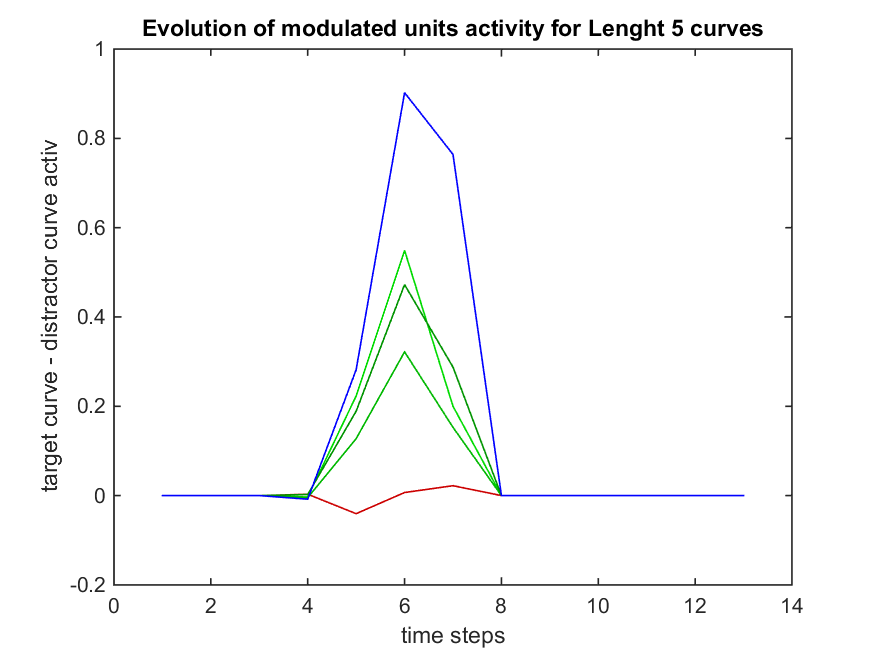 Evolution of modulated units activity for Lenght 5 curves
target curve - distractor curve activ
1
0.8
0.6
0.4
0.2
0
-0.2
0 2 4 6 8 10 12 14
time steps